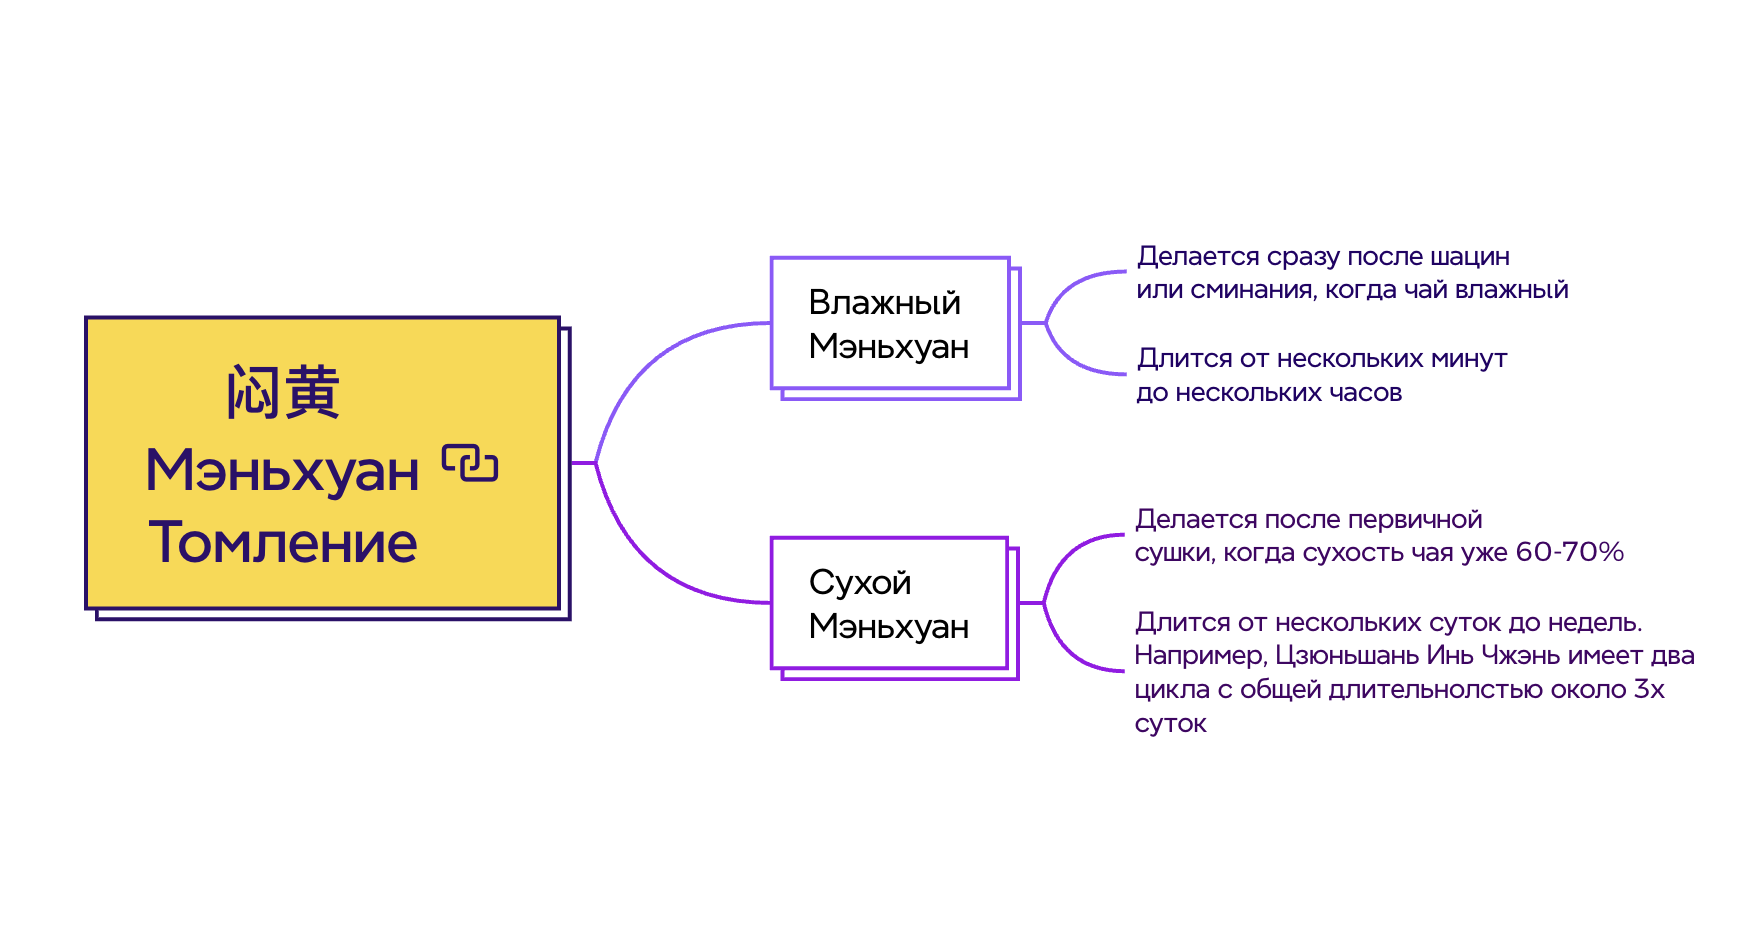 闷黄
Мэньхуан
Томление
Влажный
Мэньхуан
Делается сразу после шацин
или сминания, когда чай влажный
Длится от нескольких минут
до нескольких часов
Сухой
Мэньхуан
Делается после первичной
сушки, когда сухость чая уже 60-70%
Длится от нескольких суток до недель.
Например, Цзюньшань Инь Чжэнь имеет два
цикла с общей длительнолстью около 3х
суток